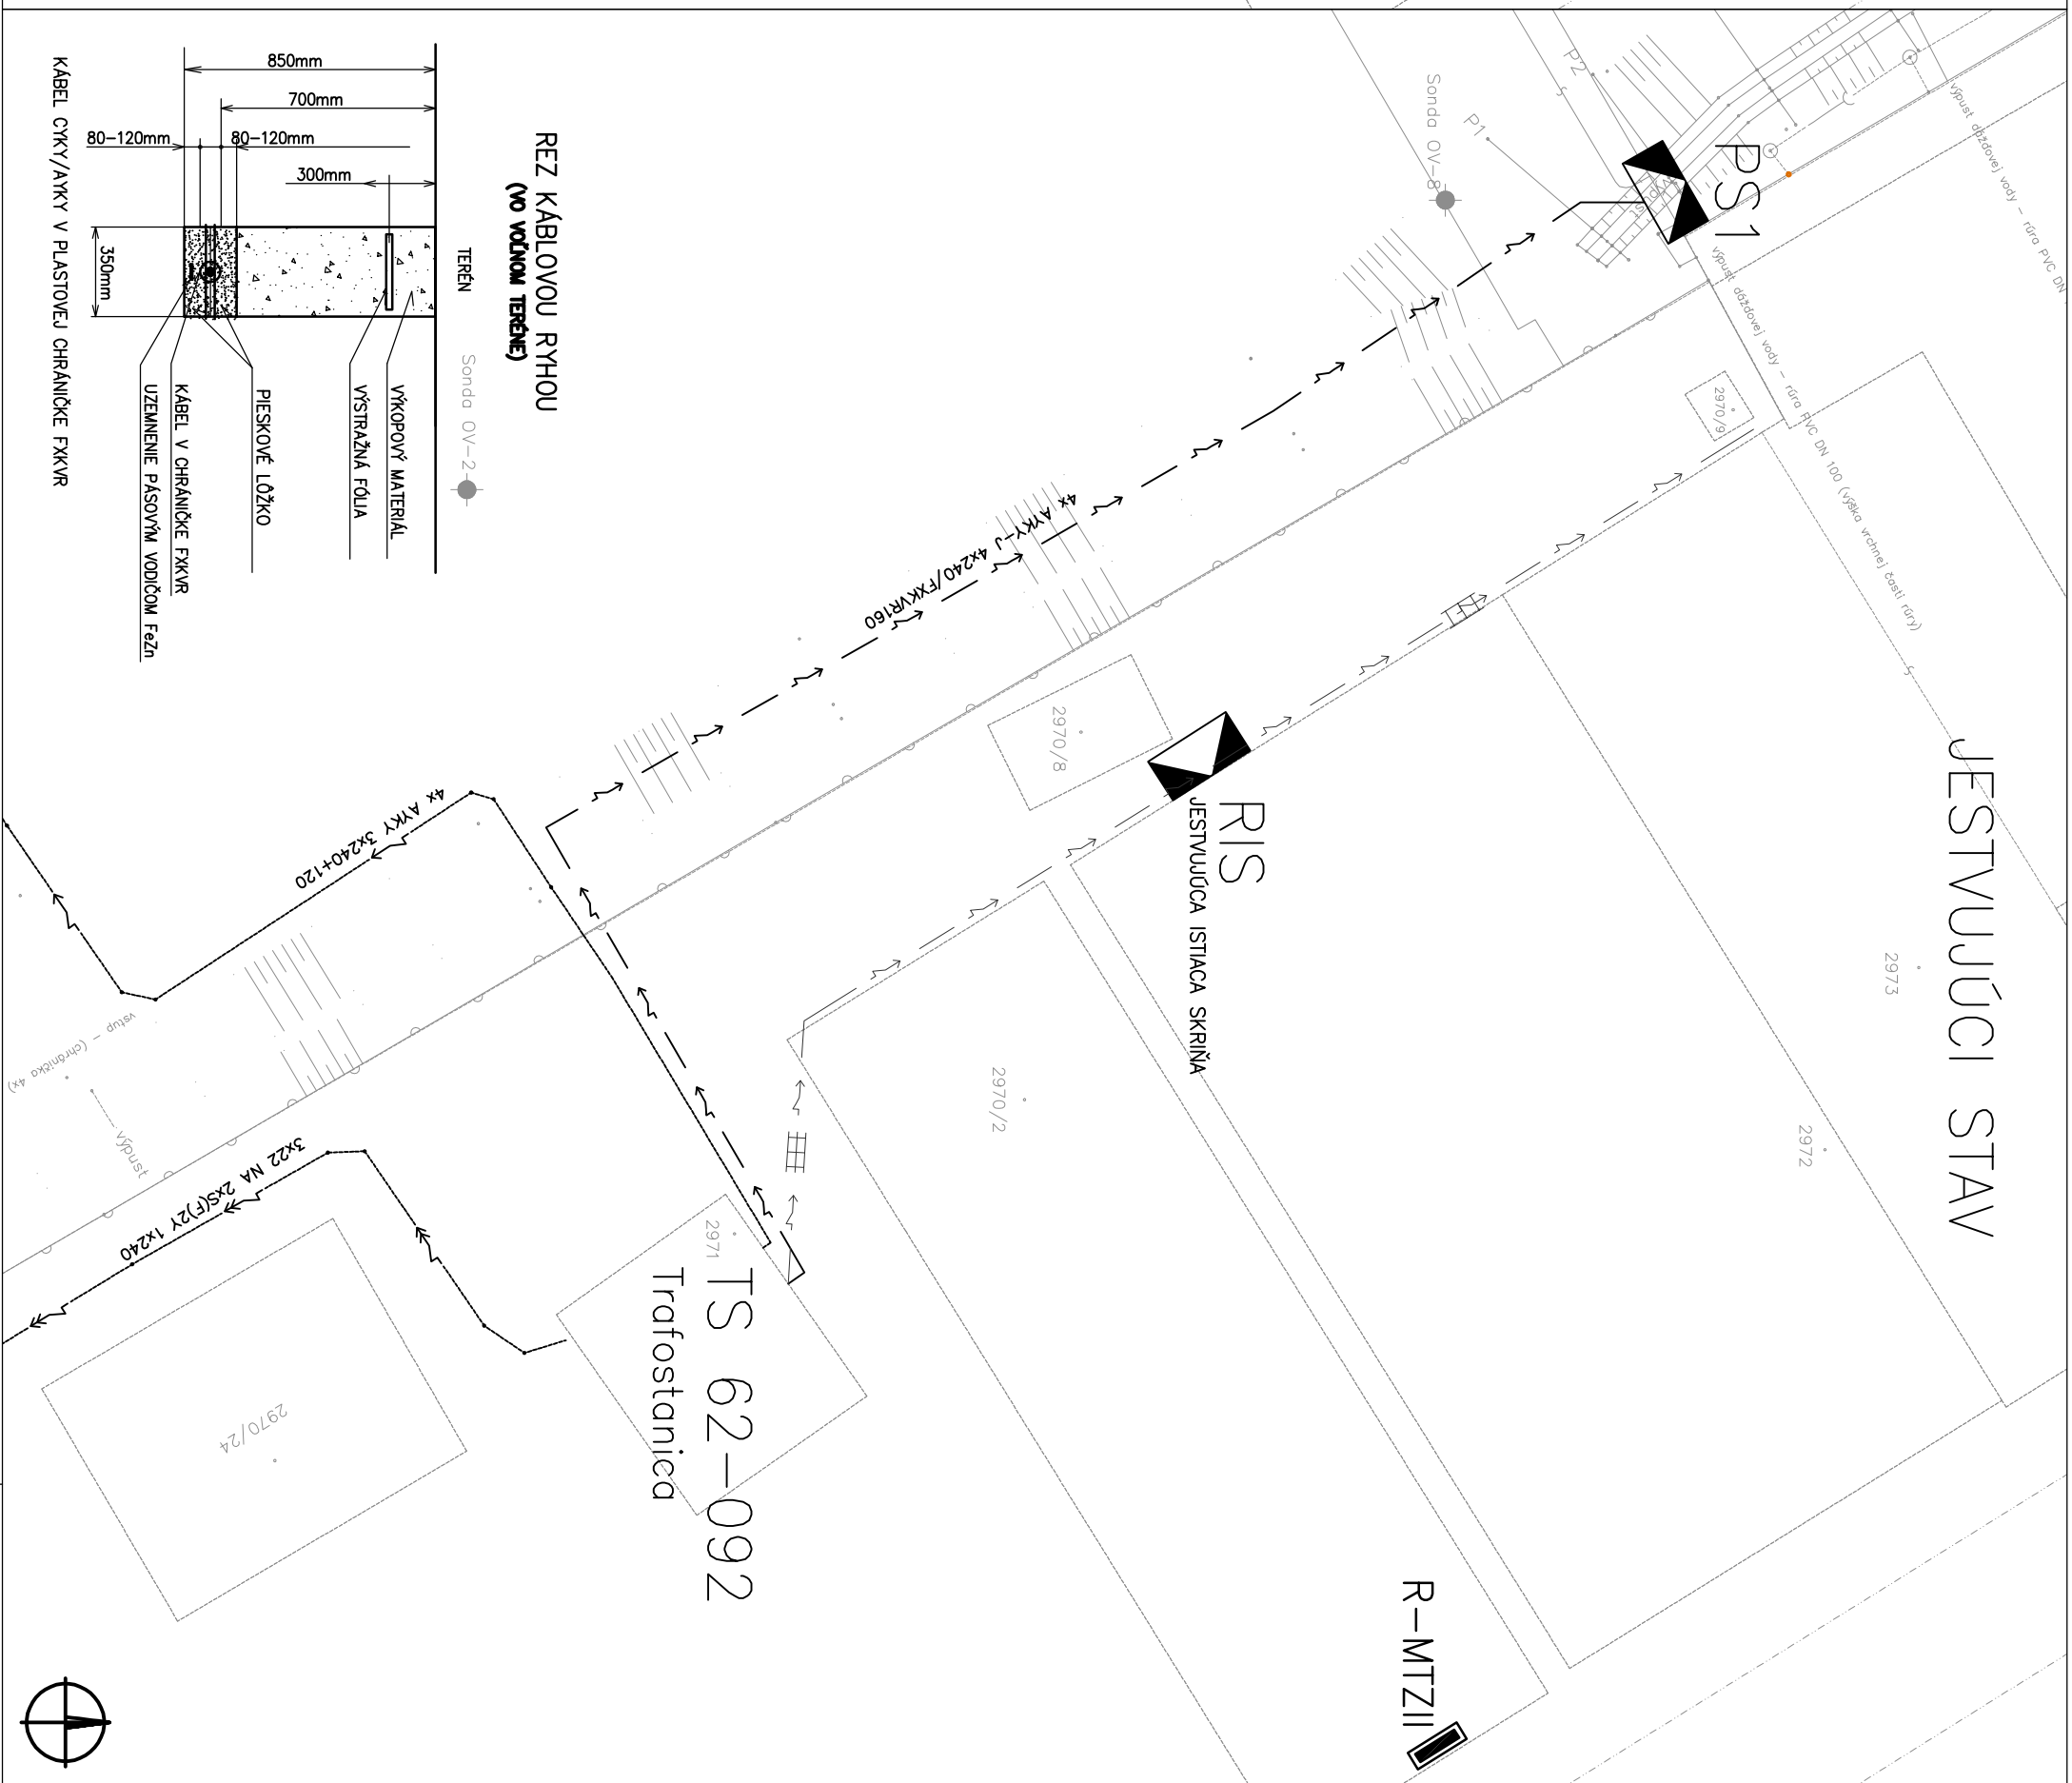 JESTVUJÚCI STAV
RS1
P1
P2
Sonda OV-8
výpust dažďovej vody - rúra PVC DN
výpust dažďovej vody - rúra PVC DN 100 (výška vrchnej časti rúry)
výpust
2970/9
2973
2972
RIS
JESTVUJÚCA ISTIACA SKRIŇA
2970/8
2970/2
4x AYKY-J 4x240/FXKVR160
4x AYKY 3x240+120
3x22 NA 2xS(F)2Y 1x240
TS 62-092
Trafostanica
2971
2970/24
R-MTZII
vstup - (chránička 4x)
výpust
REZ KÁBLOVOU RYHOU
(VO VOĽNOM TERÉNE)
TERÉN
Sonda OV-2
850mm
700mm
80-120mm
80-120mm
300mm
350mm
VÝKOPOVÝ MATERIÁL
VÝSTRAŽNÁ FÓLIA
PIESKOVÉ LÔŽKO
KÁBEL V CHRÁNIČKE FXKVR
UZEMNENIE PÁSOVÝM VODIČOM FeZn
KÁBEL CYKY/AYKY V PLASTOVEJ CHRÁNIČKE FXKVR